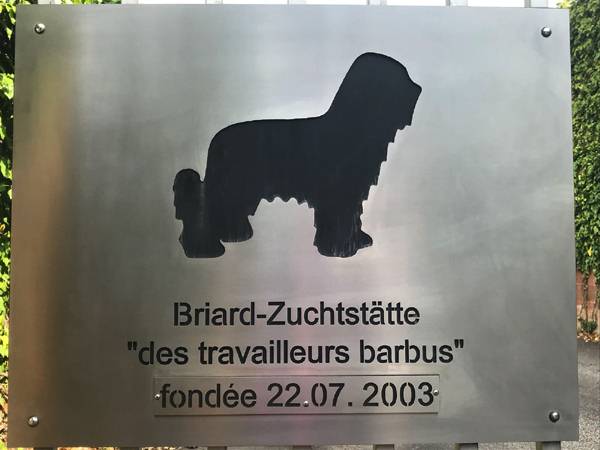 Briard-Zuchtstätte
"des travailleurs barbus"
fondée 22.07. 2003